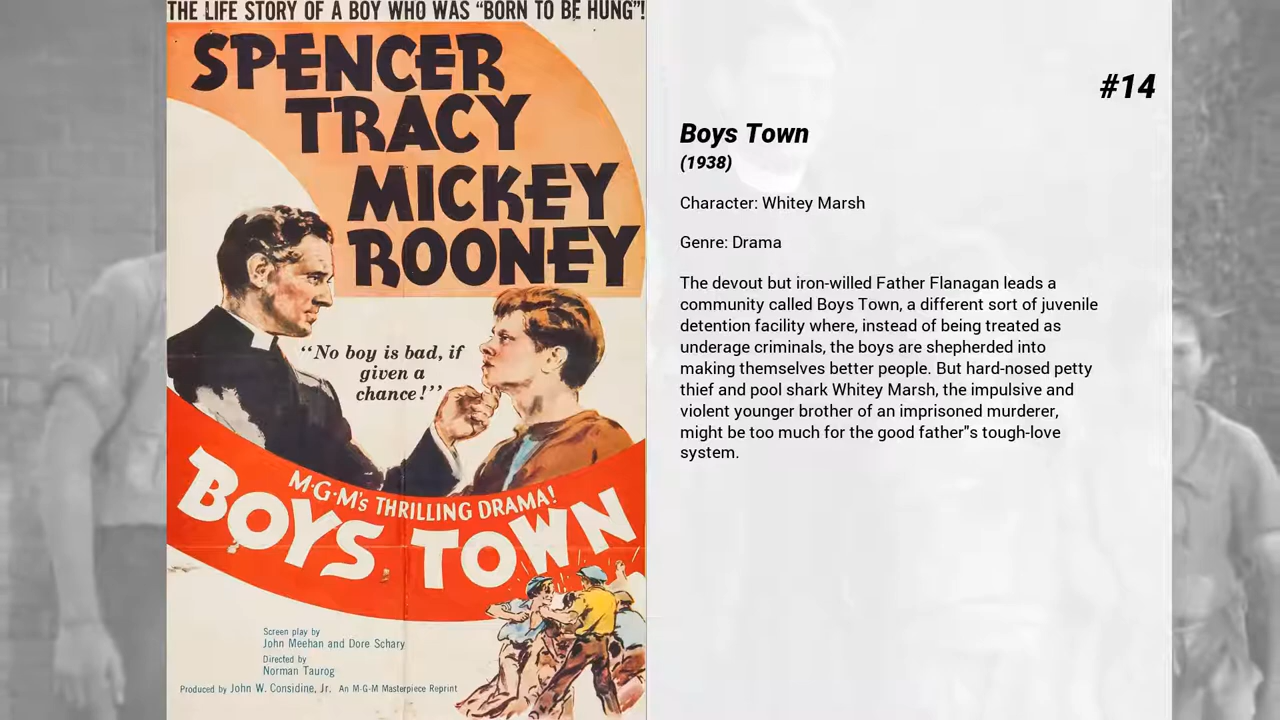 THE LIFE STORY OF A BOY WHO WAS "BORN TO BE HUNG"!
SPENCER
TRACY
MICKEY
ROONEY
"No boy is bad, if
given a
chance!"
M·G·M's THRILLING DRAMA!
BOYS TOWN
Screen play by
John Meehan and Dore Schary
Directed by
Norman Taurog
Produced by John W. Considine, Jr. An M·G·M Masterpiece Reprint
#14
Boys Town
(1938)
Character: Whitey Marsh
Genre: Drama
The devout but iron-willed Father Flanagan leads a
community called Boys Town, a different sort of juvenile
detention facility where, instead of being treated as
underage criminals, the boys are shepherded into
making themselves better people. But hard-nosed petty
thief and pool shark Whitey Marsh, the impulsive and
violent younger brother of an imprisoned murderer,
might be too much for the good father"s tough-love
system.